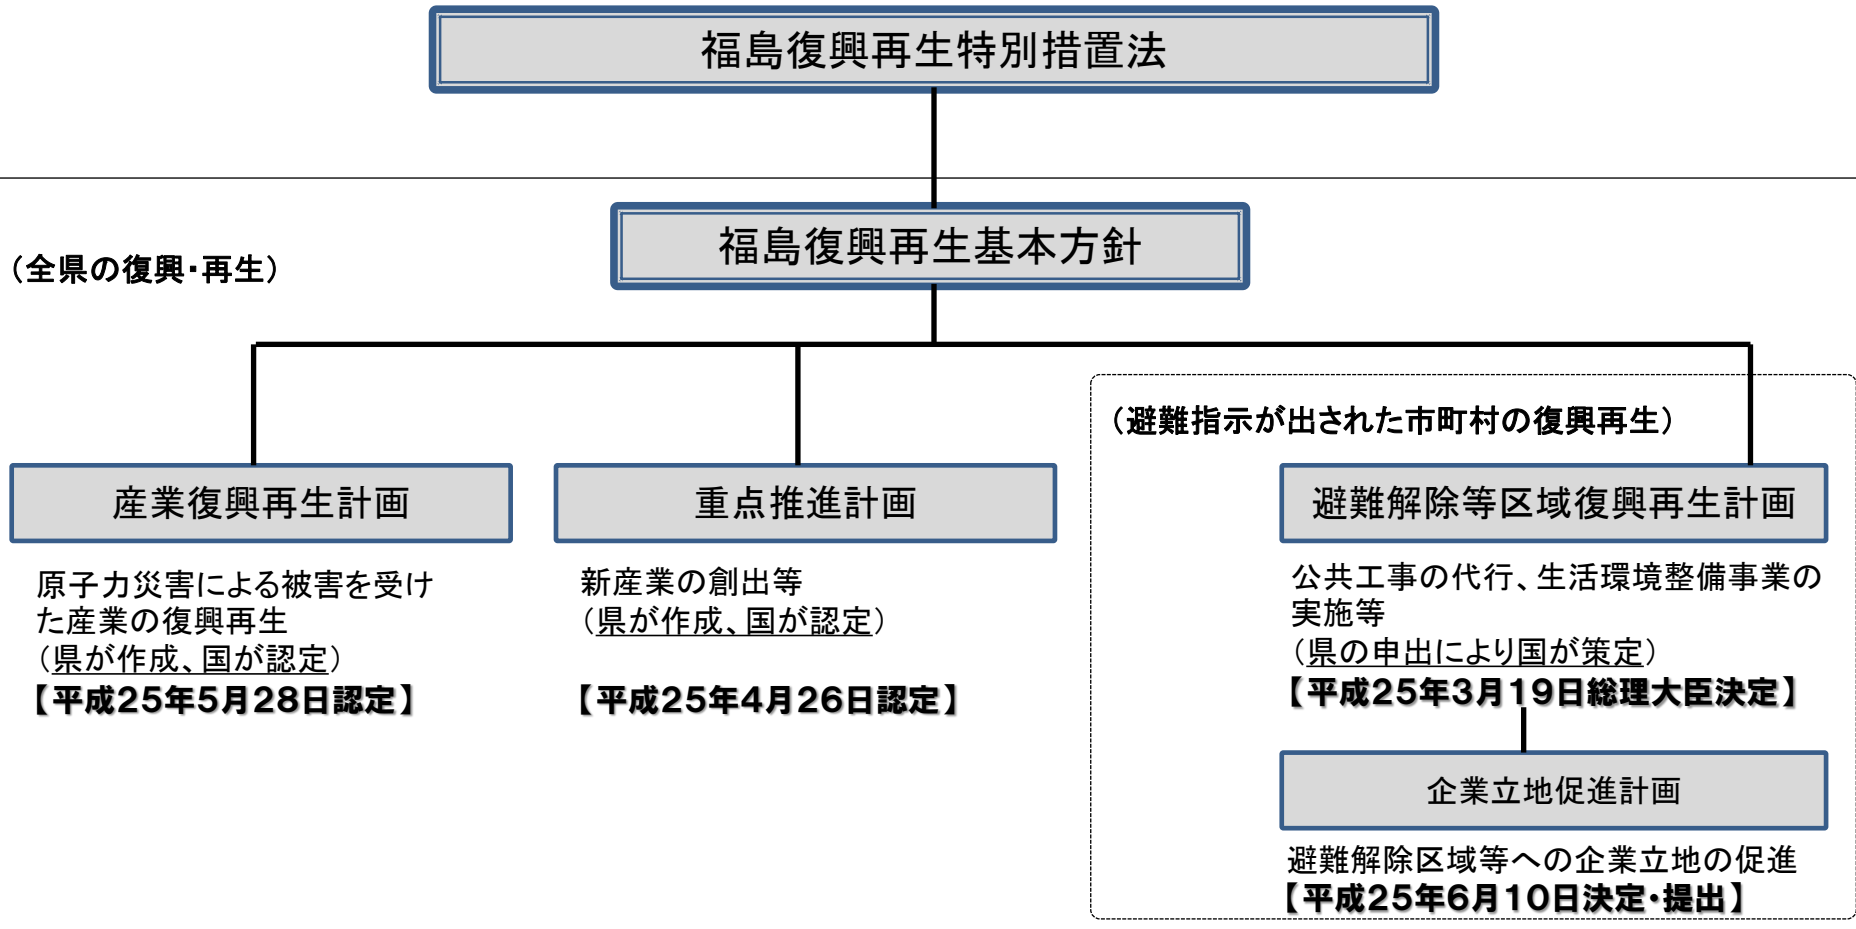 福島復興再生特別措置法
福島復興再生基本方針
（全県の復興・再生）
（避難指示が出された市町村の復興再生）
産業復興再生計画
原子力災害による被害を受け
た産業の復興再生
（県が作成、国が認定）
【平成２５年５月２８日認定】
重点推進計画
新産業の創出等
（県が作成、国が認定）
【平成２５年４月２６日認定】
避難解除等区域復興再生計画
公共工事の代行、生活環境整備事業の
実施等
（県の申出により国が策定）
【平成２５年３月１９日総理大臣決定】
企業立地促進計画
避難解除区域等への企業立地の促進
【平成２５年６月１０日決定・提出】